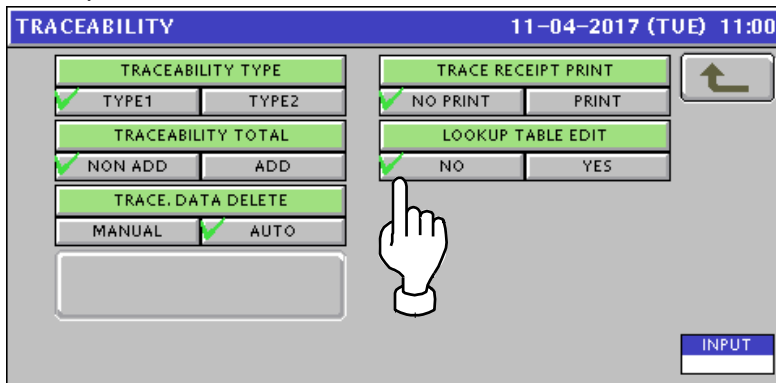 TRACEABILITY 11-04-2017 (TUE) 11:00
TRACEABILITY TYPE
TYPE1 TYPE2
TRACEABILITY TOTAL
NON ADD ADD
TRACE. DATA DELETE
MANUAL AUTO
TRACE RECEIPT PRINT
NO PRINT PRINT
LOOKUP TABLE EDIT
NO YES
INPUT